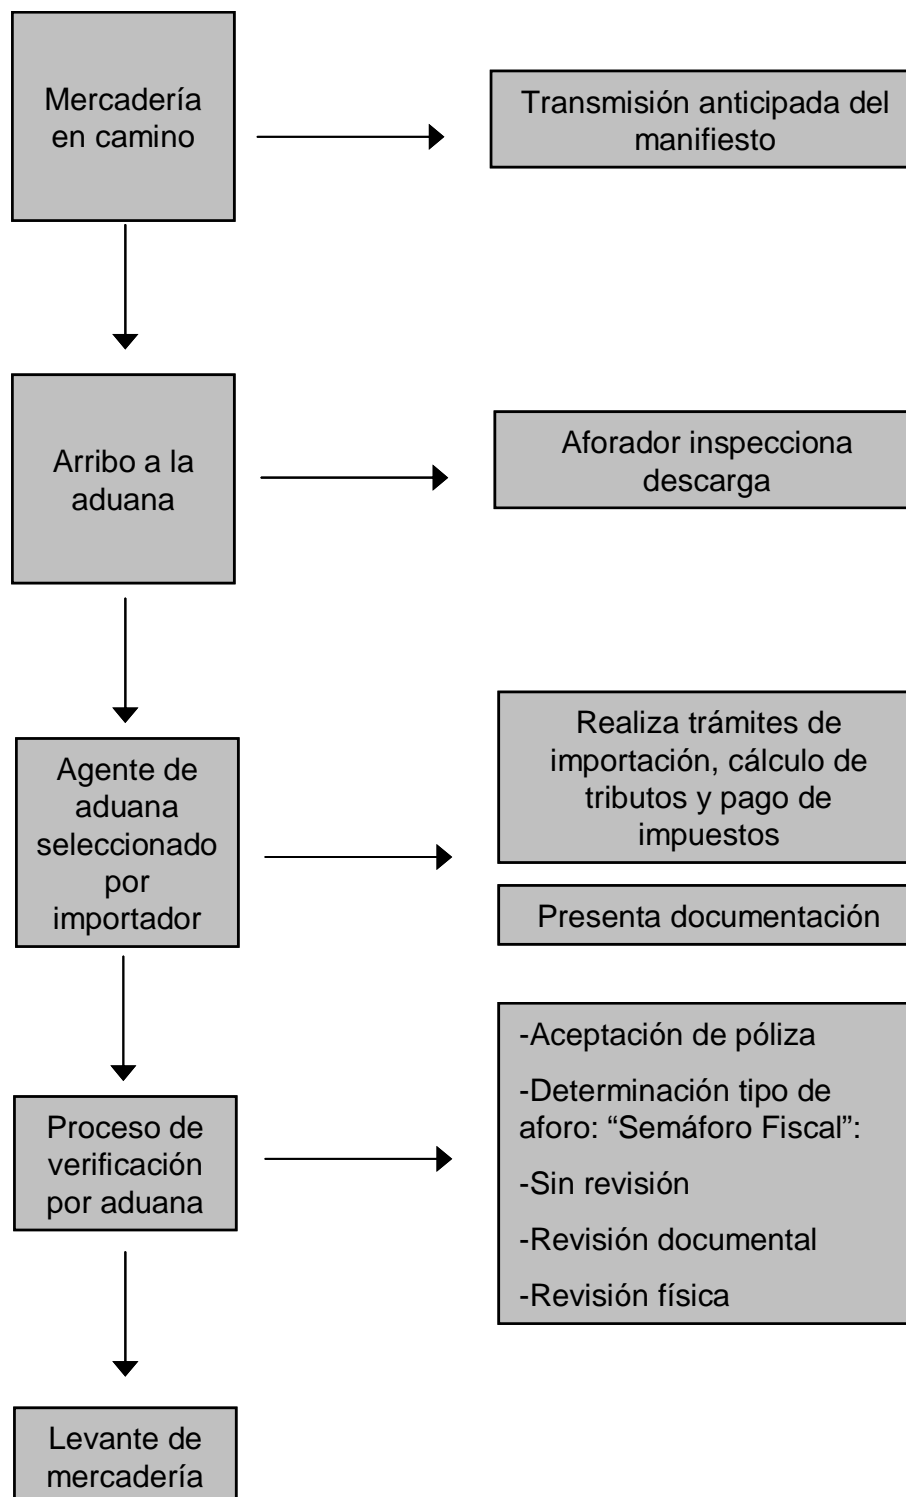 Mercadería
en camino
Transmisión anticipada del
manifiesto
Arribo a la
aduana
Aforador inspecciona
descarga
Agente de
aduana
seleccionado
por
importador
Realiza trámites de
importación, cálculo de
tributos y pago de
impuestos
Presenta documentación
Proceso de
verificación
por aduana
-Aceptación de póliza
-Determinación tipo de
aforo: “Semáforo Fiscal”:
-Sin revisión
-Revisión documental
-Revisión física
Levante de
mercadería